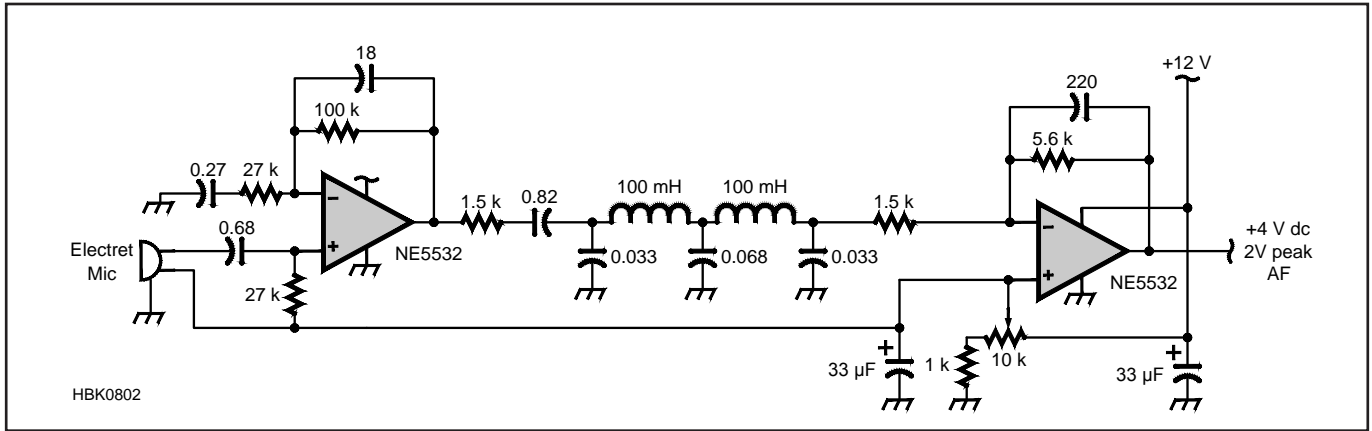 18
+12 V
220
100 k
5.6 k
0.27
27 k
100 mH
100 mH
0.82
1.5 k
1.5 k
–
–
0.68
+4 V dc
2V peak
AF
Electret
Mic
+
NE5532
0.033
0.068
0.033
+
NE5532
27 k
+
33 µF
1 k
10 k
+
33 µF
HBK0802